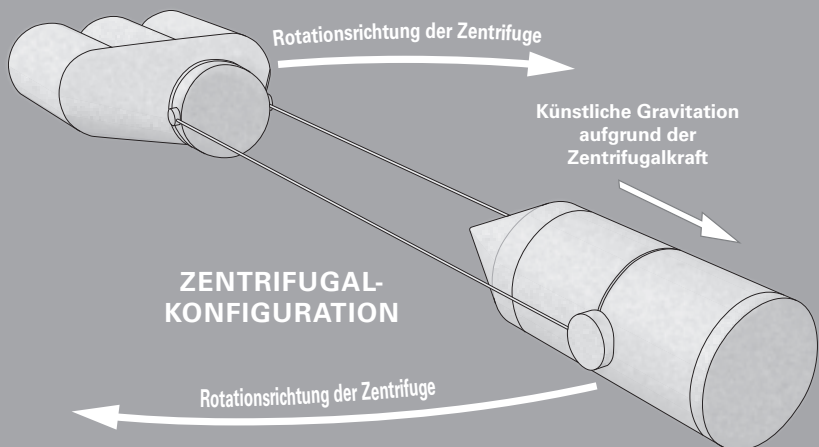 Rotationsrichtung der Zentrifuge
Künstliche Gravitation
aufgrund der
Zentrifugalkraft
ZENTRIFUGAL-
KONFIGURATION
Rotationsrichtung der Zentrifuge